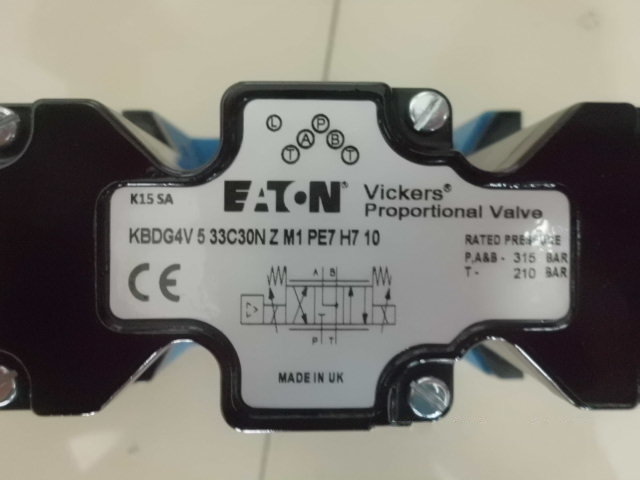 L P
A B
T T
K15 SA
EATON®
Vickers®
Proportional Valve
KBDG4V 5 33C30N Z M1 PE7 H7 10
RATED PRESSURE
P,A&B - 315 BAR
T - 210 BAR
CE
A B
P T
MADE IN UK